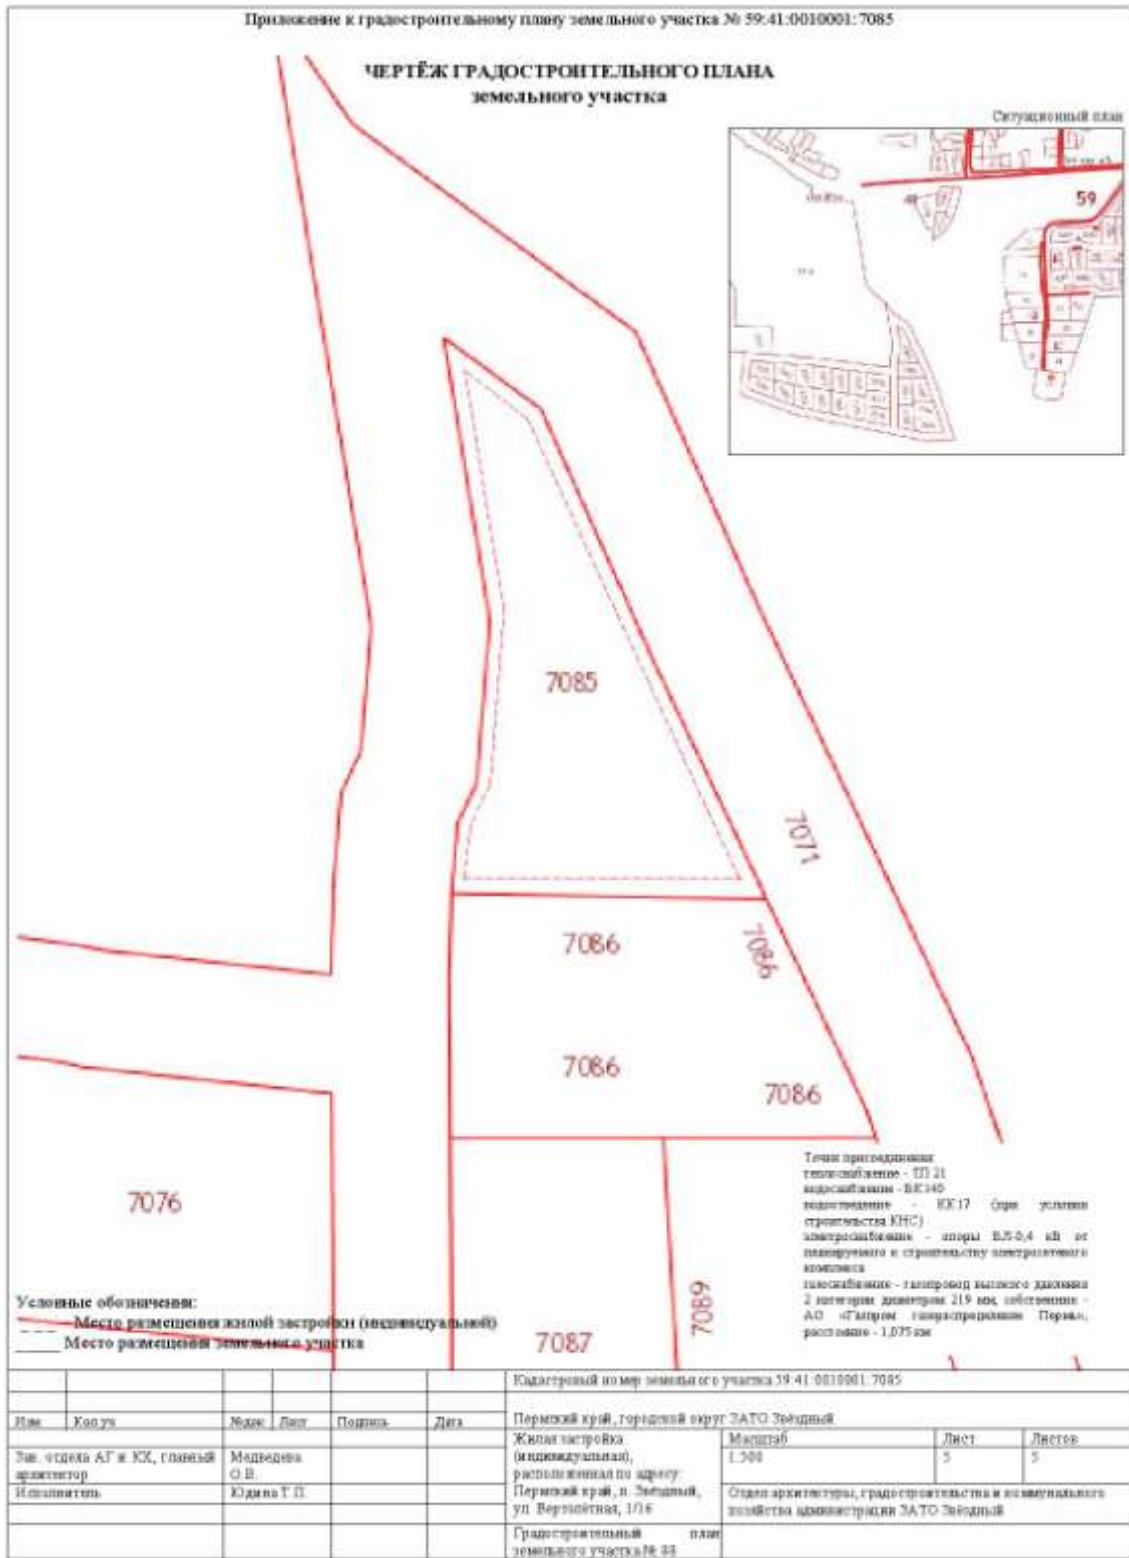 Приложение к градостроительному плану земельного участка № 59:41:0010001:7085
ЧЕРТЁЖ ГРАДОСТРОИТЕЛЬНОГО ПЛАНА
земельного участка
Ситуационный план
59
7085
7071
7086
7086
7086
7086
7076
7089
7087
Точки присоединения
теплоснабжение - ТП 21
водоснабжение - ВК140
водоотведение - КК17 (при условии
строительства КНС)
электроснабжение - опоры ВЛ-0,4 кВ от
планируемого к строительству электросетевого
комплекса
газоснабжение - газопровод высокого давления
2 категории диаметром 219 мм, собственник -
АО «Газпром газораспределение Пермь»,
расстояние - 1,075 км
Условные обозначения:
Место размещения жилой застройки (индивидуальной)
Место размещения земельного участка
Кадастровый номер земельного участка 59:41:0010001:7085
Изм Кол.уч №док Лист Подпись Дата
Пермский край, городской округ ЗАТО Звёздный
Зав. отдела АГ и КХ, главный архитектор
Медведева О.В.
Исполнитель
Юдина Т.П.
Жилая застройка
(индивидуальная),
расположенная по адресу:
Пермский край, п. Звёздный,
ул. Вертолётная, 1/16
Масштаб Лист Листов
1:500 5 5
Отдел архитектуры, градостроительства и коммунального
хозяйства администрации ЗАТО Звёздный
Градостроительный план
земельного участка № 88